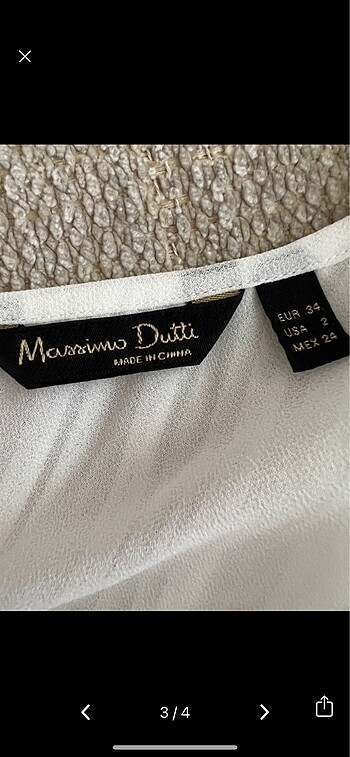 Massimo Dutti
MADE IN CHINA
EUR 34
USA 2
MEX 24
3/4